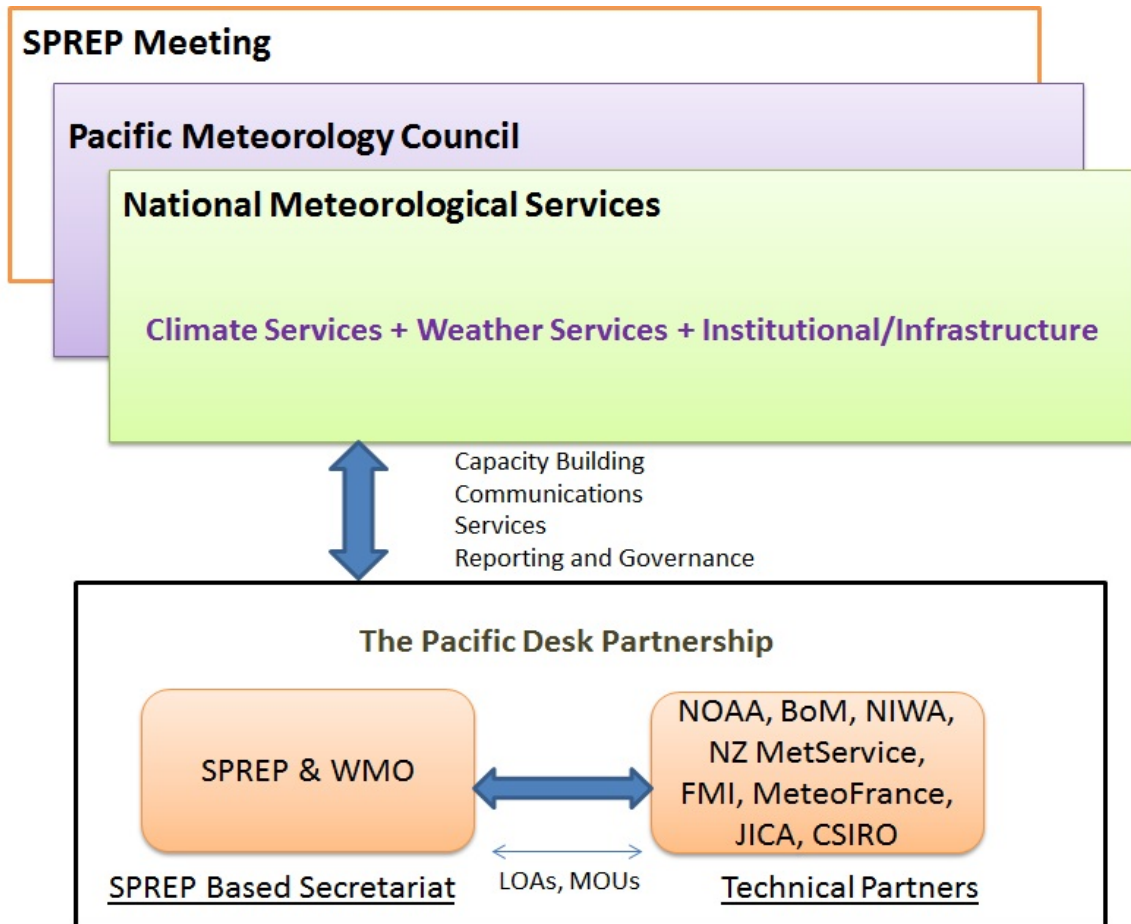 SPREP Meeting
Pacific Meteorology Council
National Meteorological Services
Climate Services + Weather Services + Institutional/Infrastructure
Capacity Building
Communications
Services
Reporting and Governance
The Pacific Desk Partnership
SPREP & WMO
NOAA, BoM, NIWA,
NZ MetService,
FMI, MeteoFrance,
JICA, CSIRO
SPREP Based Secretariat
LOAs, MOUs
Technical Partners